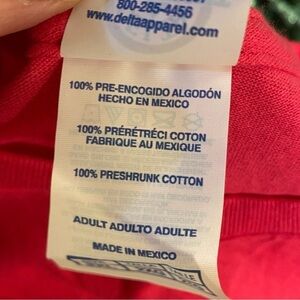 800-285-4456
www.deltaapparel.com
100% PRE-ENCOGIDO ALGODÓN
HECHO EN MEXICO
100% PRÉRÉTRÉCI COTON
FABRIQUE AU MEXIQUE
100% PRESHRUNK COTTON
ADULT ADULTO ADULTE
MADE IN MEXICO